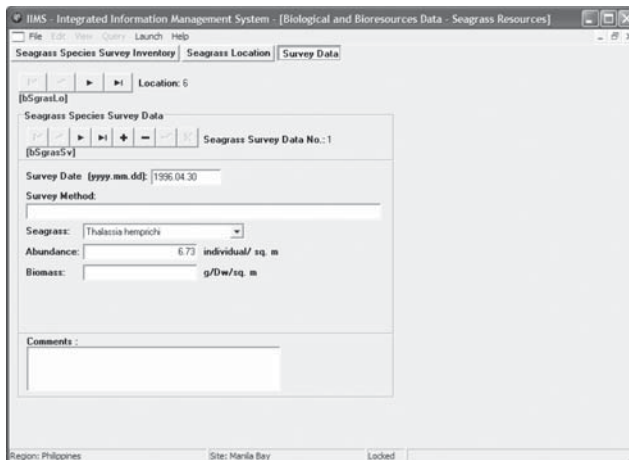 IIMS - Integrated Information Management System - [Biological and Bioresources Data - Seagrass Resources]
File Edit View Query Launch Help
Seagrass Species Survey Inventory Seagrass Location Survey Data
Location: 6
[bSgrasLo]
Seagrass Species Survey Data
Seagrass Survey Data No.: 1
[bSgrasSv]
Survey Date (yyyy.mm.dd): 1996.04.30
Survey Method:
Seagrass: Thalassia hemprichi
Abundance: 6.73 individual/ sq. m
Biomass: g/Dw/sq. m
Comments :
Region: Philippines Site: Manila Bay Locked